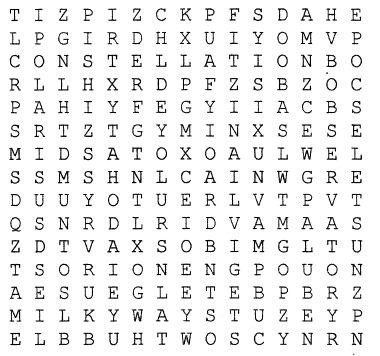 T I Z P I Z C K P F S D A H E
L P G I R D H X U I Y O M V P
C O N S T E L L A T I O N B O
R L L H X R D P F Z S B Z O C
P A H I Y F E G Y I I A C B S
S R T Z T G Y M I N X S E S E
M I D S A T O X O A U L W E L
S S M S H N L C A I N W G R E
D U U Y O T U E R L V T P V T
Q S N R D L R I D V A M A A S
Z D T V A X S O B I M G L T U
T S O R I O N E N G P O U O N
A E S U E G L E T E B P B R Z
M I L K Y W A Y S T U Z E Y P
E L B B U H T W O S C Y N R N